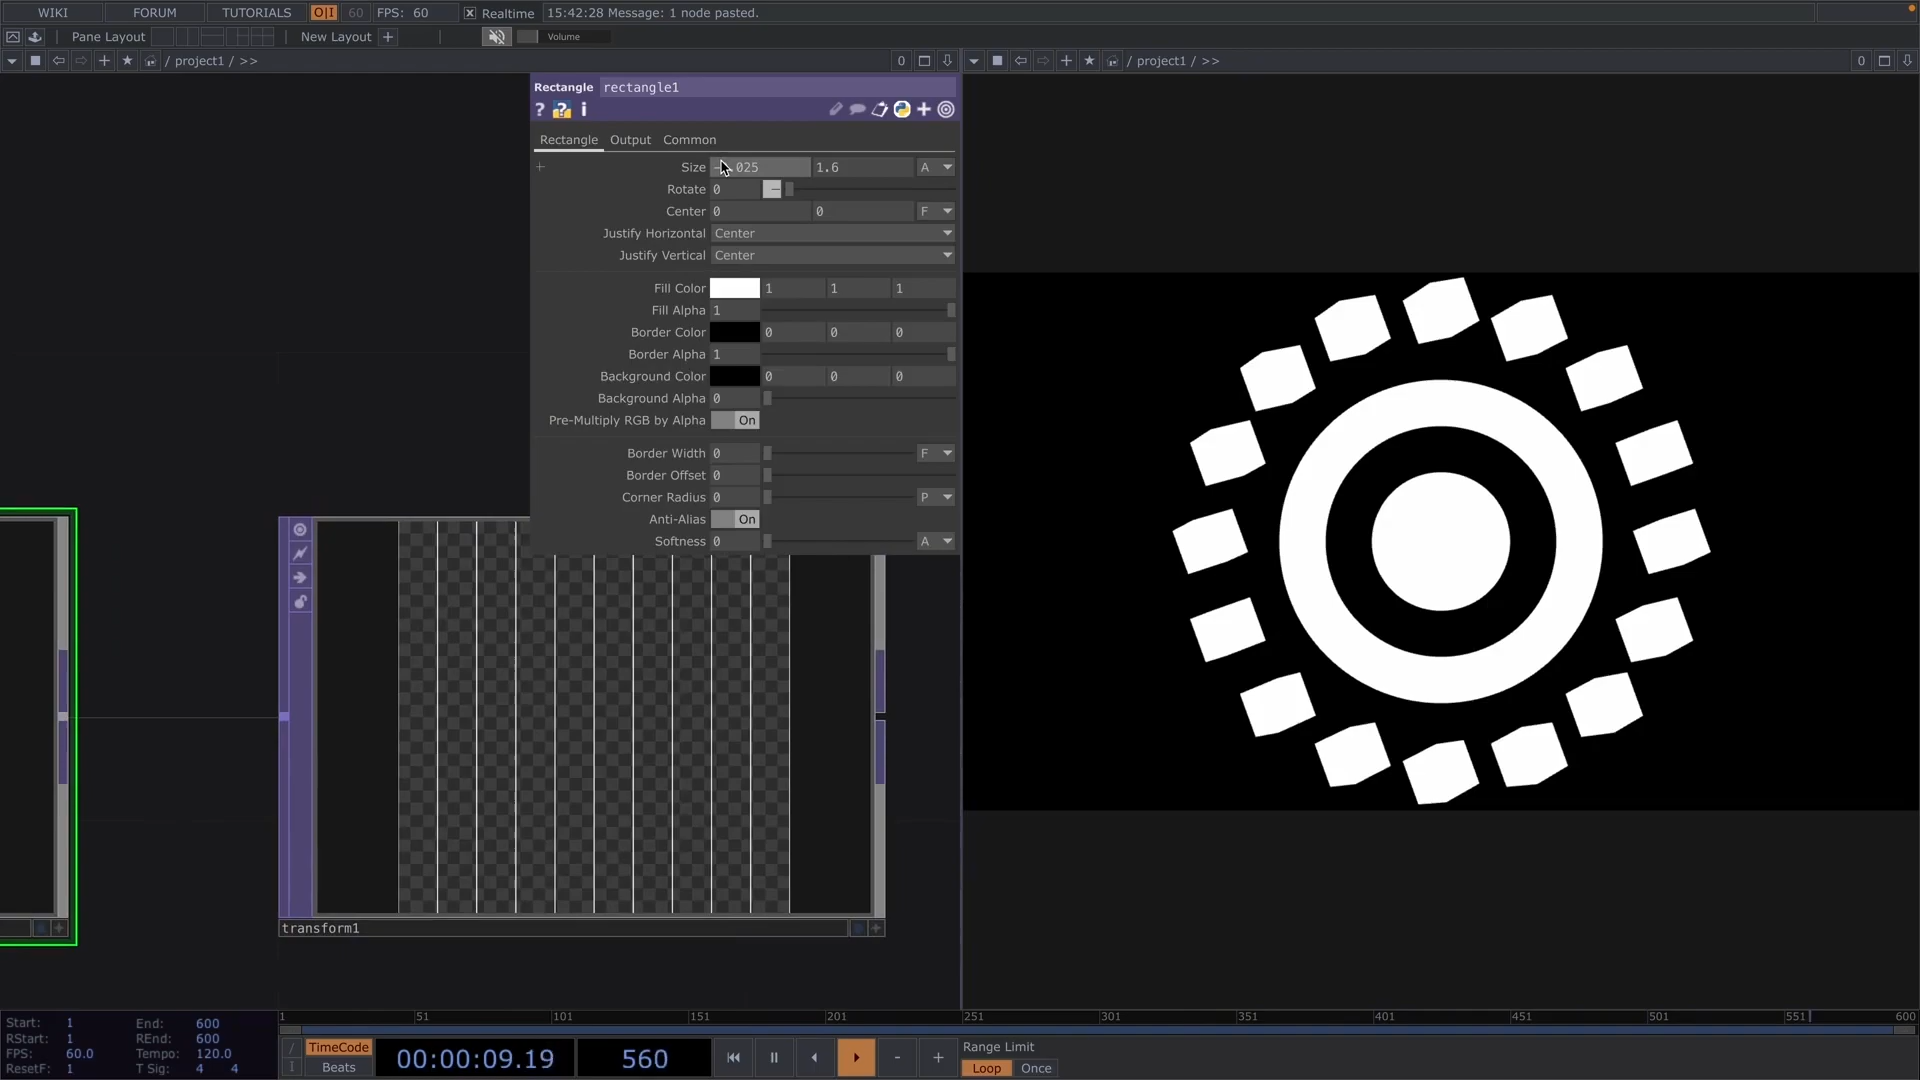 WIKI FORUM TUTORIALS O|I 60 FPS: 60 Realtime 15:42:28 Message: 1 node pasted.
Pane Layout New Layout + Volume
/ project1 / >> 0 / project1 / >> 0
Rectangle rectangle1
? ? i
Rectangle Output Common
+ Size 025 1.6 A
Rotate 0
Center 0 0 F
Justify Horizontal Center
Justify Vertical Center
Fill Color 1 1 1
Fill Alpha 1
Border Color 0 0 0
Border Alpha 1
Background Color 0 0 0
Background Alpha 0
Pre-Multiply RGB by Alpha On
Border Width 0 F
Border Offset 0
Corner Radius 0 P
Anti-Alias On
Softness 0 A
transform1
1 51 101 151 201 251 301 351 401 451 501 551 600
Start: 1 End: 600
RStart: 1 REnd: 600
FPS: 60.0 Tempo: 120.0
ResetF: 1 T Sig: 4 4
TimeCode
Beats
00:00:09.19 560 - +
Range Limit
Loop Once